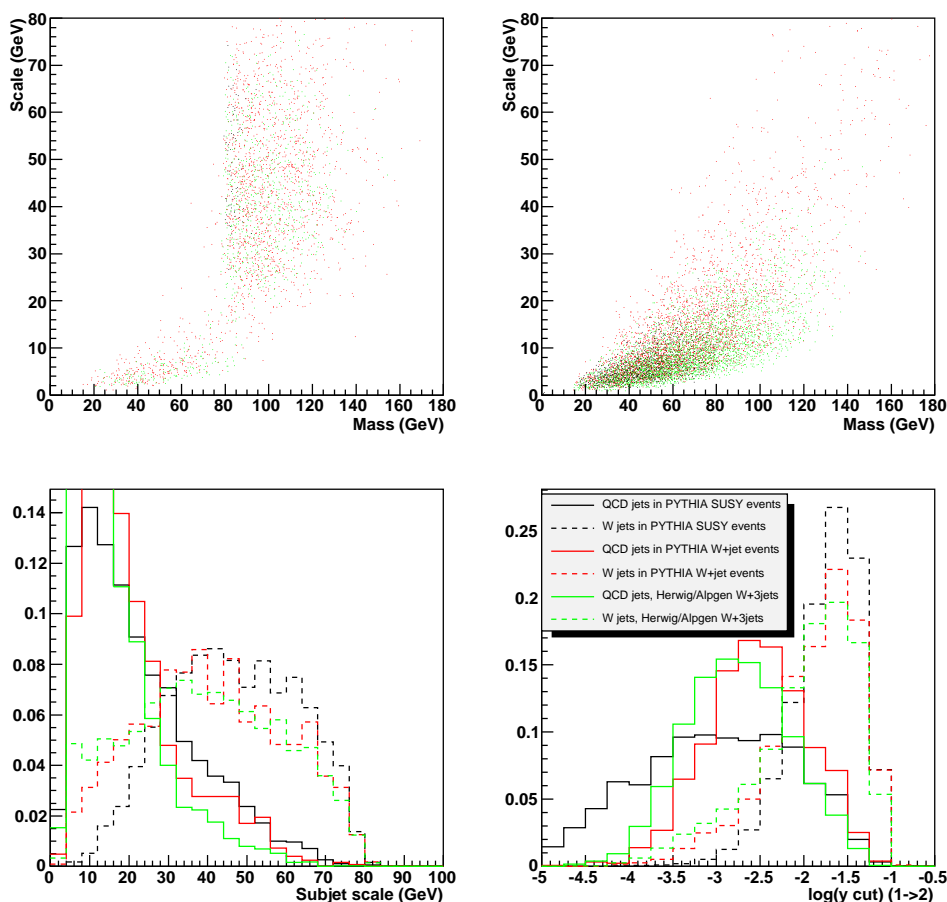 Scale (GeV)
80
70
60
50
40
30
20
10
0
0 20 40 60 80 100 120 140 160 180
Mass (GeV)
Scale (GeV)
80
70
60
50
40
30
20
10
0
0 20 40 60 80 100 120 140 160 180
Mass (GeV)
0.14
0.12
0.1
0.08
0.06
0.04
0.02
0
0 10 20 30 40 50 60 70 80 90 100
Subjet scale (GeV)
QCD jets in PYTHIA SUSY events
W jets in PYTHIA SUSY events
QCD jets in PYTHIA W+jet events
W jets in PYTHIA W+jet events
QCD jets, Herwig/Alpgen W+3jets
W jets, Herwig/Alpgen W+3jets
0.25
0.2
0.15
0.1
0.05
0
-5 -4.5 -4 -3.5 -3 -2.5 -2 -1.5 -1 -0.5
log(y cut) (1->2)